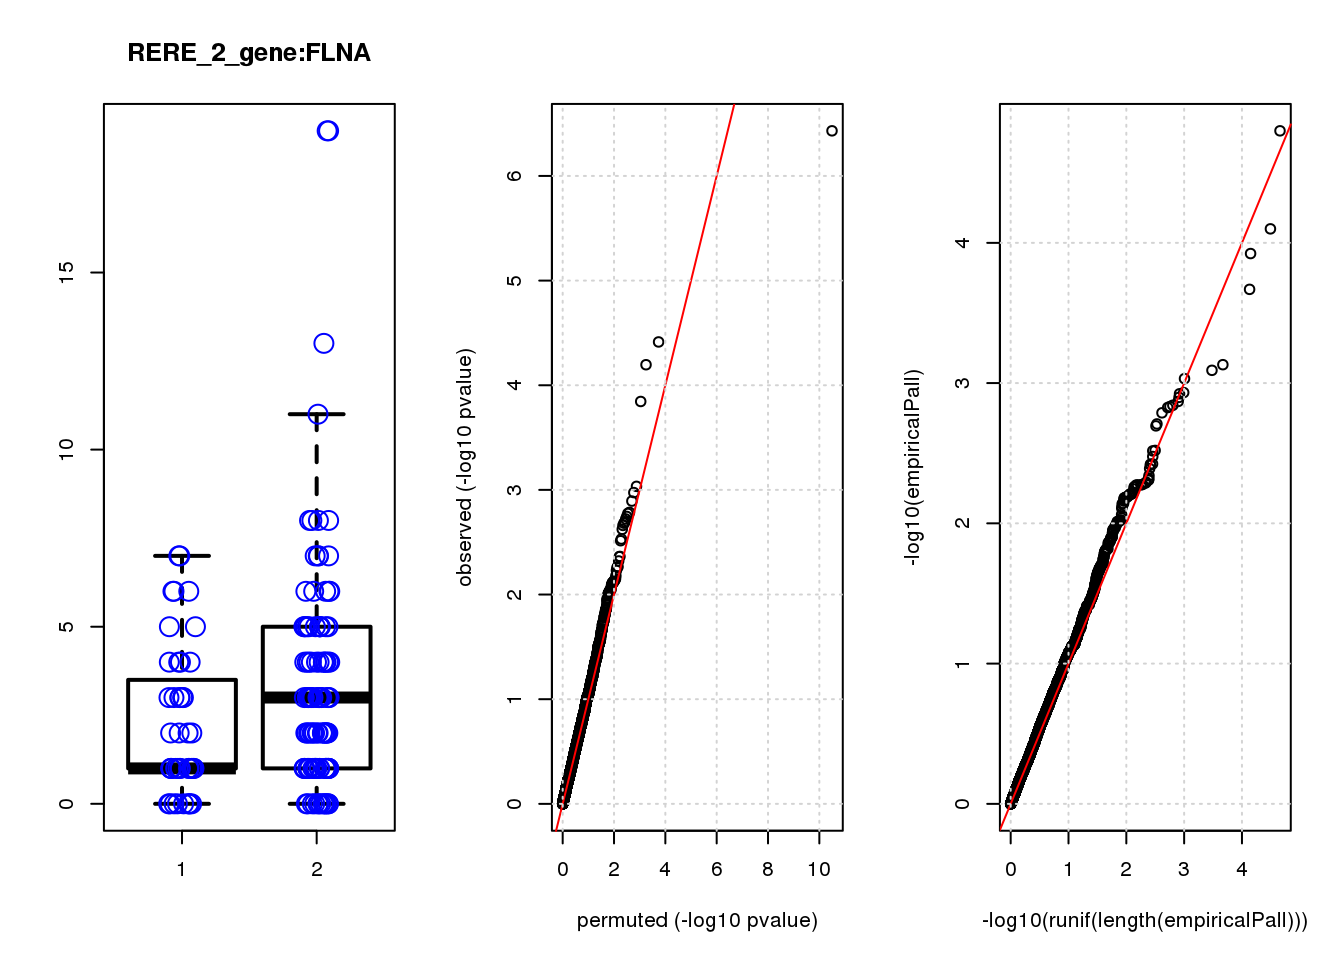 RERE_2_gene:FLNA
0
5
10
15
1
2
observed (-log10 pvalue)
0
1
2
3
4
5
6
0 2 4 6 8 10
permuted (-log10 pvalue)
-log10(empiricalPall)
0
1
2
3
4
0 1 2 3 4
-log10(runif(length(empiricalPall)))